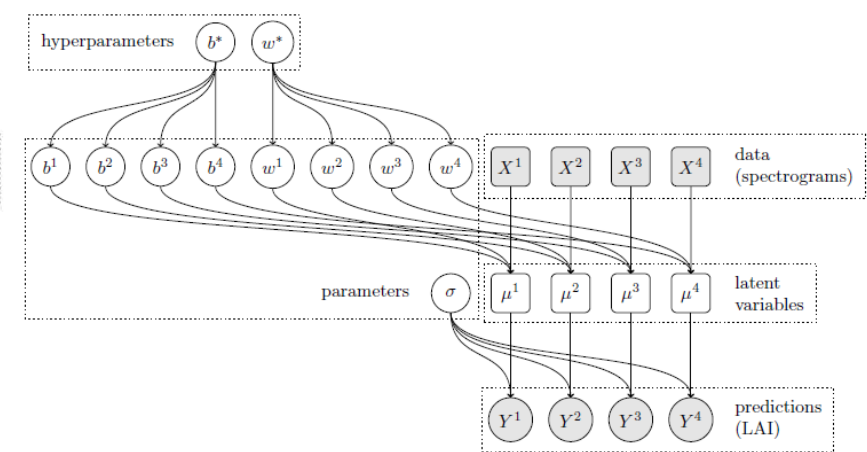 hyperparameters b* w*
b¹ b² b³ b⁴ w¹ w² w³ w⁴ X¹ X² X³ X⁴ data
(spectrograms)
parameters σ μ¹ μ² μ³ μ⁴ latent
variables
Y¹ Y² Y³ Y⁴ predictions
(LAI)